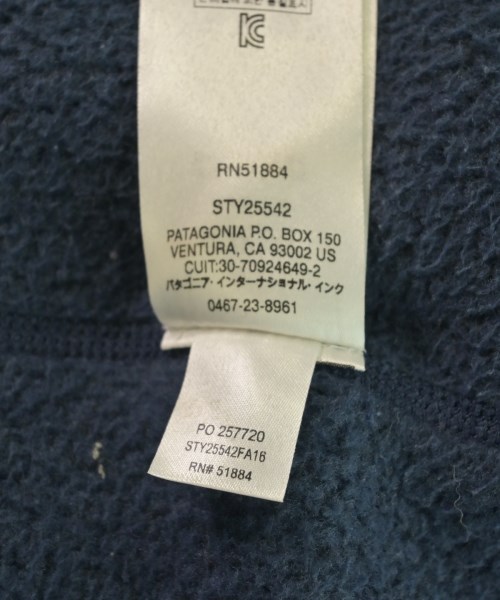 RN51884
STY25542
PATAGONIA P.O. BOX 150
VENTURA, CA 93002 US
CUIT:30-70924649-2
パタゴニア・インターナショナル・インク
0467-23-8961
PO 257720
STY25542FA16
RN# 51884